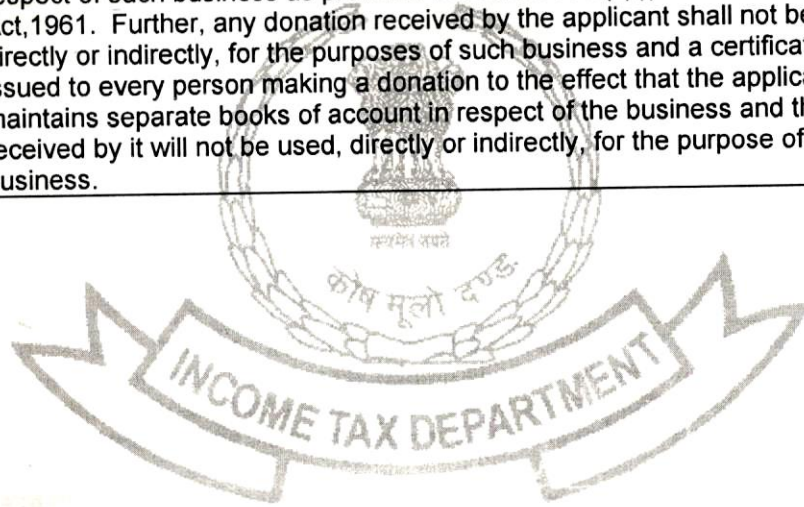 Act,1961. Further, any donation received by the applicant shall not be
directly or indirectly, for the purposes of such business and a certificat
issued to every person making a donation to the effect that the applica
maintains separate books of account in respect of the business and th
eceived by it will not be used, directly or indirectly, for the purpose of
usiness.
सत्यमेव जयते
कोष मूलो दण्ड
INCOME TAX DEPARTMENT